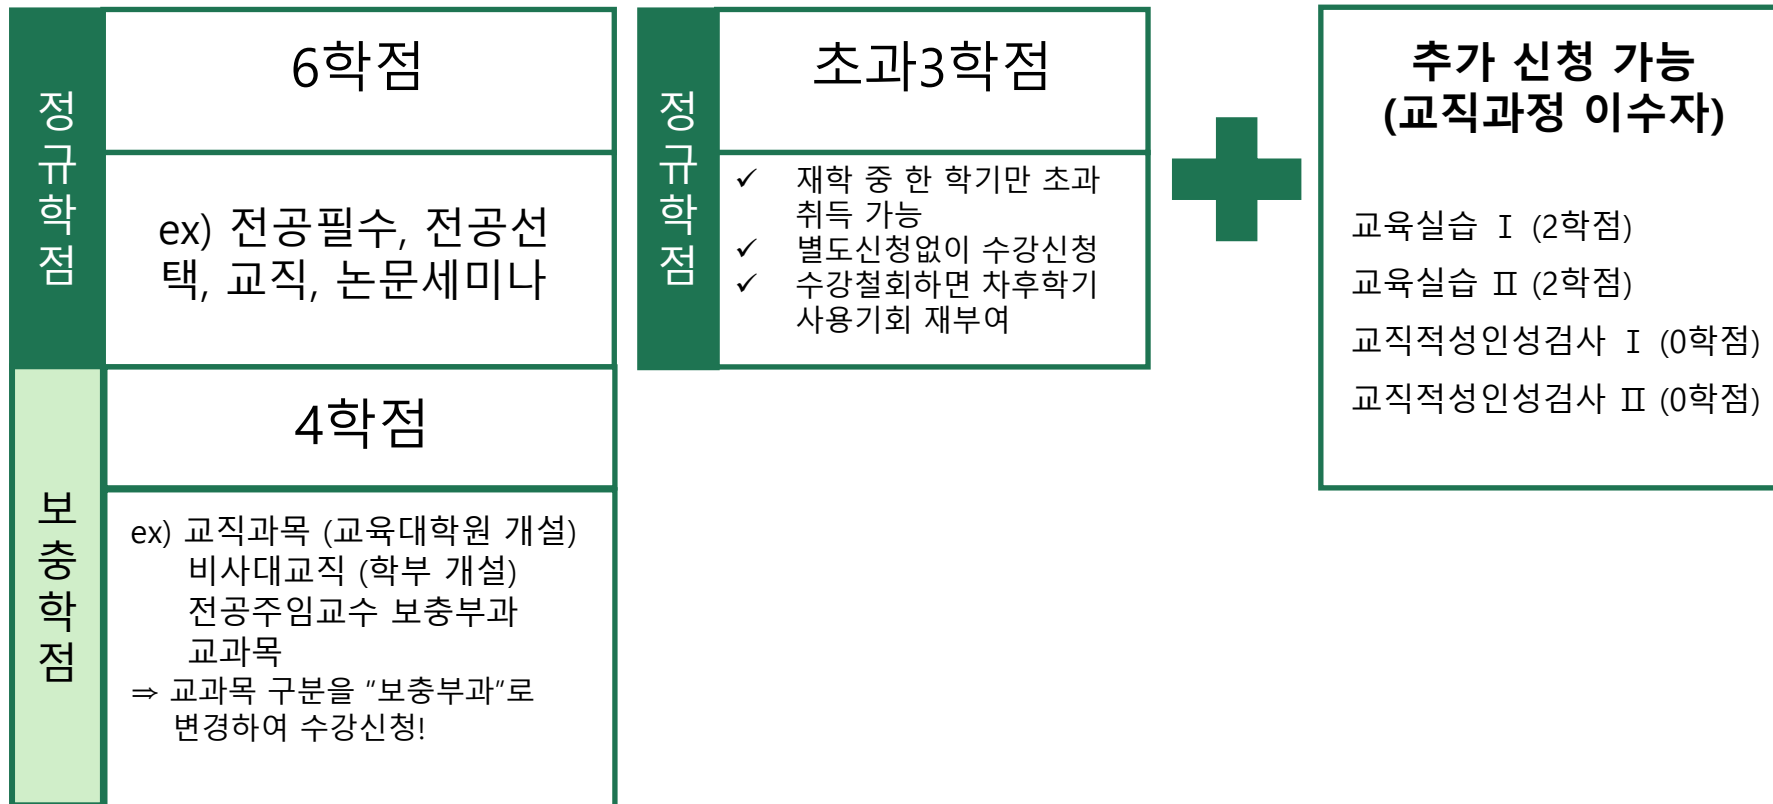 정규학점
6학점
ex) 전공필수, 전공선
택, 교직, 논문세미나
보충학점
4학점
ex) 교직과목 (교육대학원 개설)
비사대교직 (학부 개설)
전공주임교수 보충부과
교과목
⇒ 교과목 구분을 "보충부과"로
변경하여 수강신청!
정규학점
초과3학점
✓ 재학 중 한 학기만 초과
취득 가능
✓ 별도신청없이 수강신청
✓ 수강철회하면 차후학기
사용기회 재부여
추가 신청 가능
(교직과정 이수자)
교육실습 Ⅰ (2학점)
교육실습 Ⅱ (2학점)
교직적성인성검사 Ⅰ (0학점)
교직적성인성검사 Ⅱ (0학점)